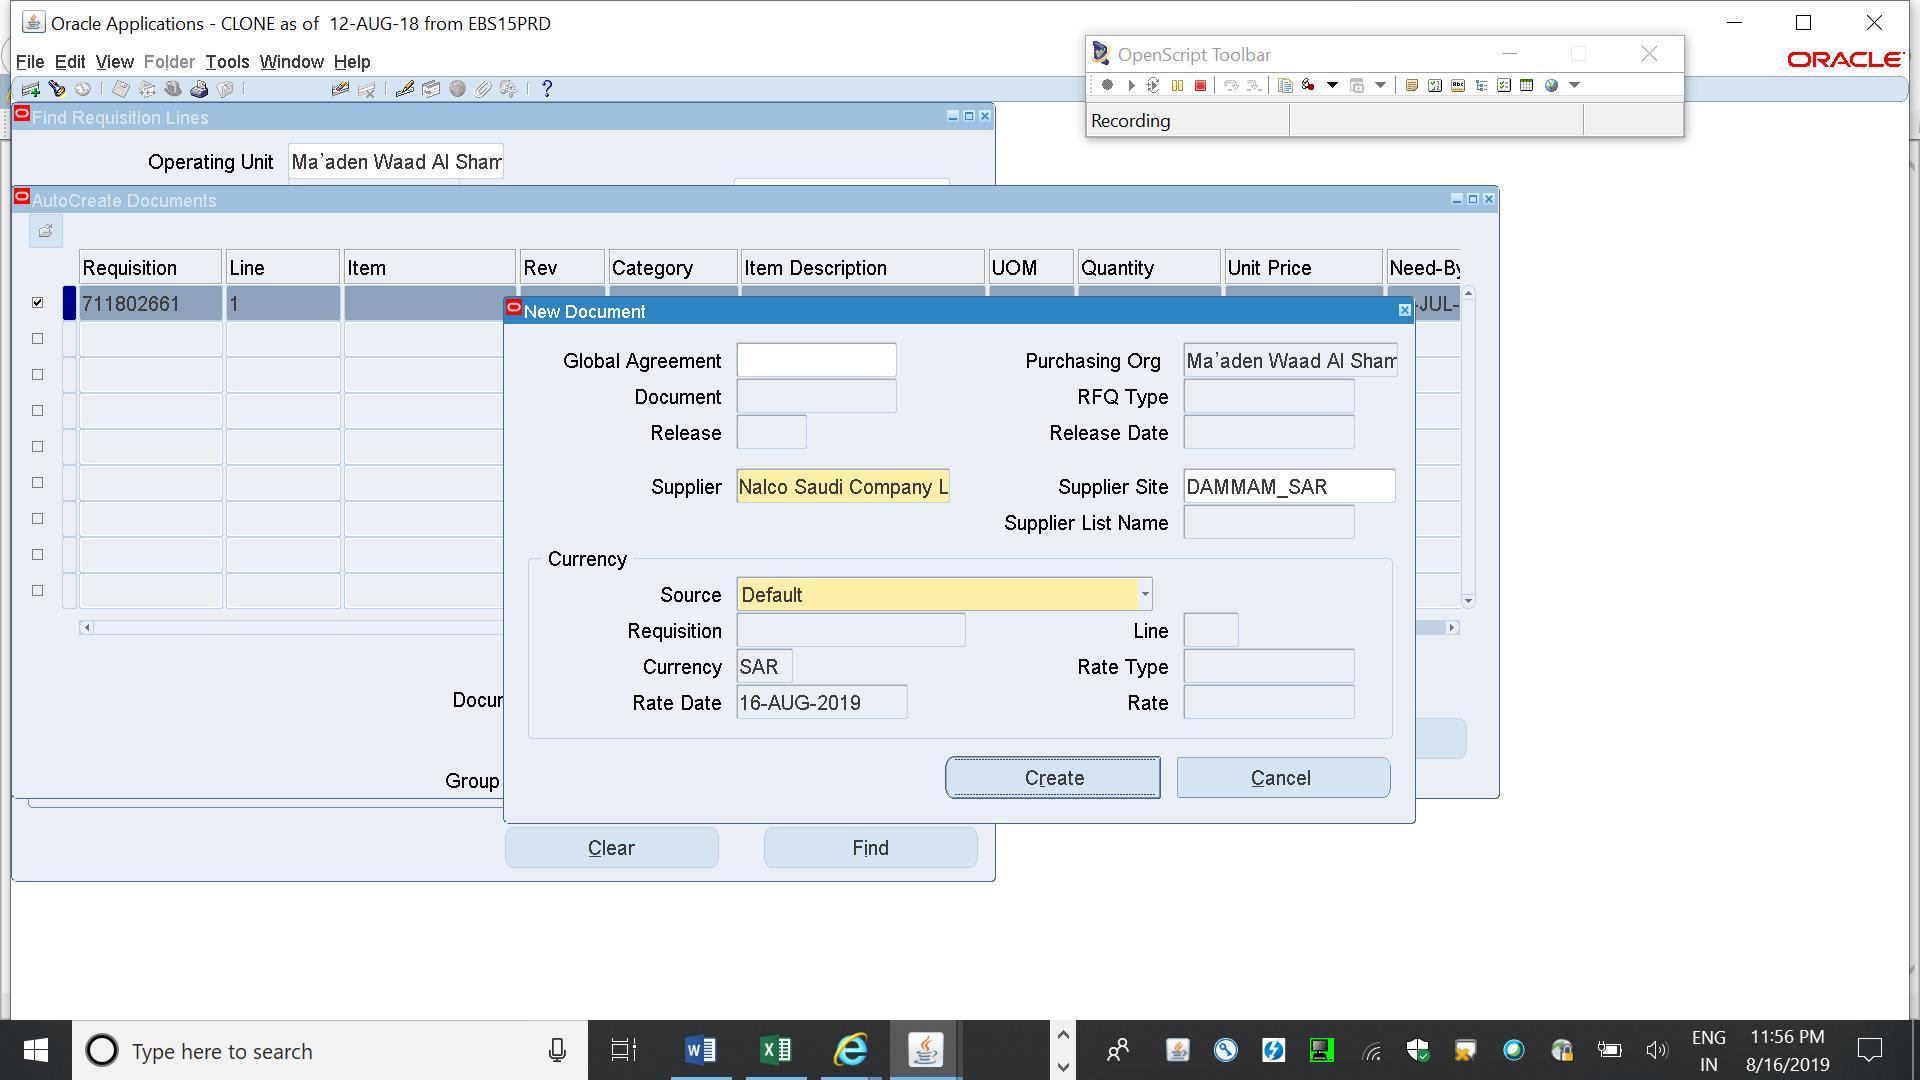 Oracle Applications - CLONE as of 12-AUG-18 from EBS15PRD
File Edit View Folder Tools Window Help
ORACLE
OpenScript Toolbar
Recording
Find Requisition Lines
Operating Unit Ma'aden Waad Al Sham
AutoCreate Documents
Requisition Line Item Rev Category Item Description UOM Quantity Unit Price Need-By
711802661 1 -JUL-
New Document
Global Agreement Purchasing Org Ma'aden Waad Al Sham
Document RFQ Type
Release Release Date
Supplier Nalco Saudi Company L Supplier Site DAMMAM_SAR
Supplier List Name
Currency
Source Default
Requisition Line
Currency SAR Rate Type
Rate Date 16-AUG-2019 Rate
Docum
Group
Create Cancel
Clear Find
Type here to search
ENG
IN
11:56 PM
8/16/2019